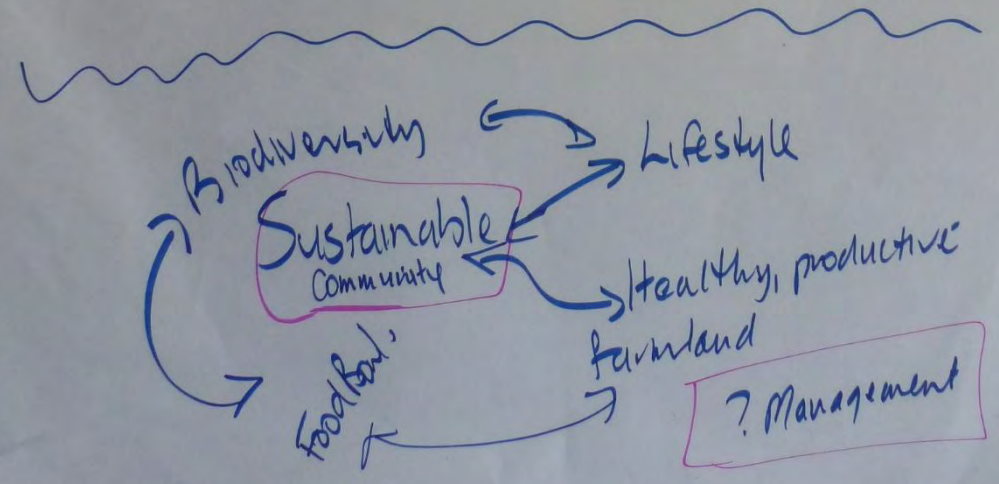 Biodiversity
Lifestyle
Sustainable
Community
Healthy, productive
farmland
FoodBowl.
? Management